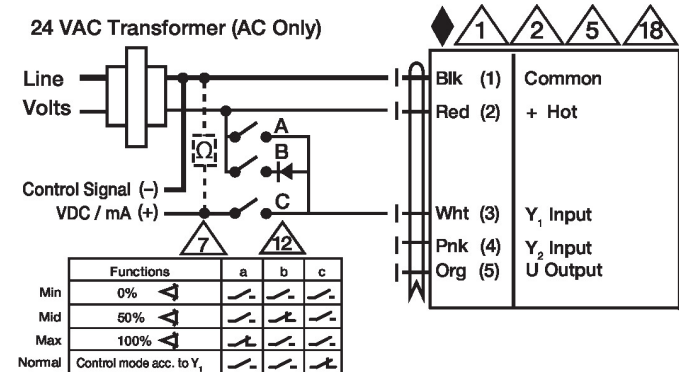 24 VAC Transformer (AC Only)
1 2 5 18
Line
Volts
Blk (1) Common
Red (2) + Hot
A
Ω
B
Control Signal (–)
C
VDC / mA (+)
Wht (3) Y1 Input
Pnk (4) Y2 Input
Org (5) U Output
7 12
Functions a b c
Min 0%
Mid 50%
Max 100%
Normal Control mode acc. to Y1